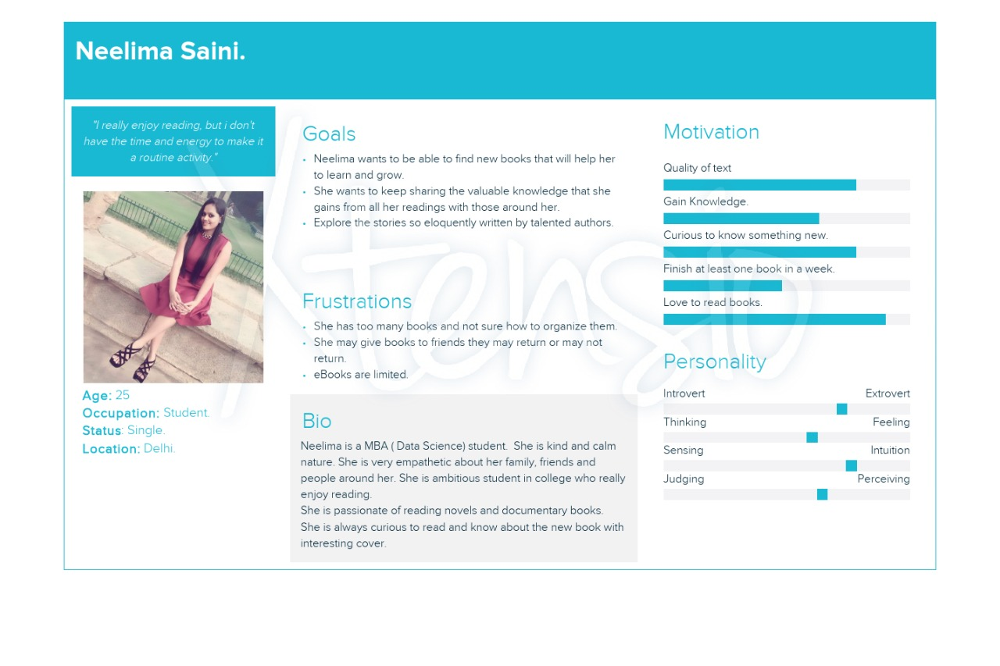 Neelima Saini.
"I really enjoy reading, but i don't
have the time and energy to make it
a routine activity."
Age: 25
Occupation: Student.
Status: Single.
Location: Delhi.
Goals
• Neelima wants to be able to find new books that will help her
to learn and grow.
• She wants to keep sharing the valuable knowledge that she
gains from all her readings with those around her.
• Explore the stories so eloquently written by talented authors.
Frustrations
• She has too many books and not sure how to organize them.
• She may give books to friends they may return or may not
return.
• eBooks are limited.
Bio
Neelima is a MBA ( Data Science) student.  She is kind and calm
nature. She is very empathetic about her family, friends and
people around her. She is ambitious student in college who really
enjoy reading.
She is passionate of reading novels and documentary books.
She is always curious to read and know about the new book with
interesting cover.
Motivation
Quality of text
Gain Knowledge.
Curious to know something new.
Finish at least one book in a week.
Love to read books.
Personality
Introvert Extrovert
Thinking Feeling
Sensing Intuition
Judging Perceiving
Xtensio